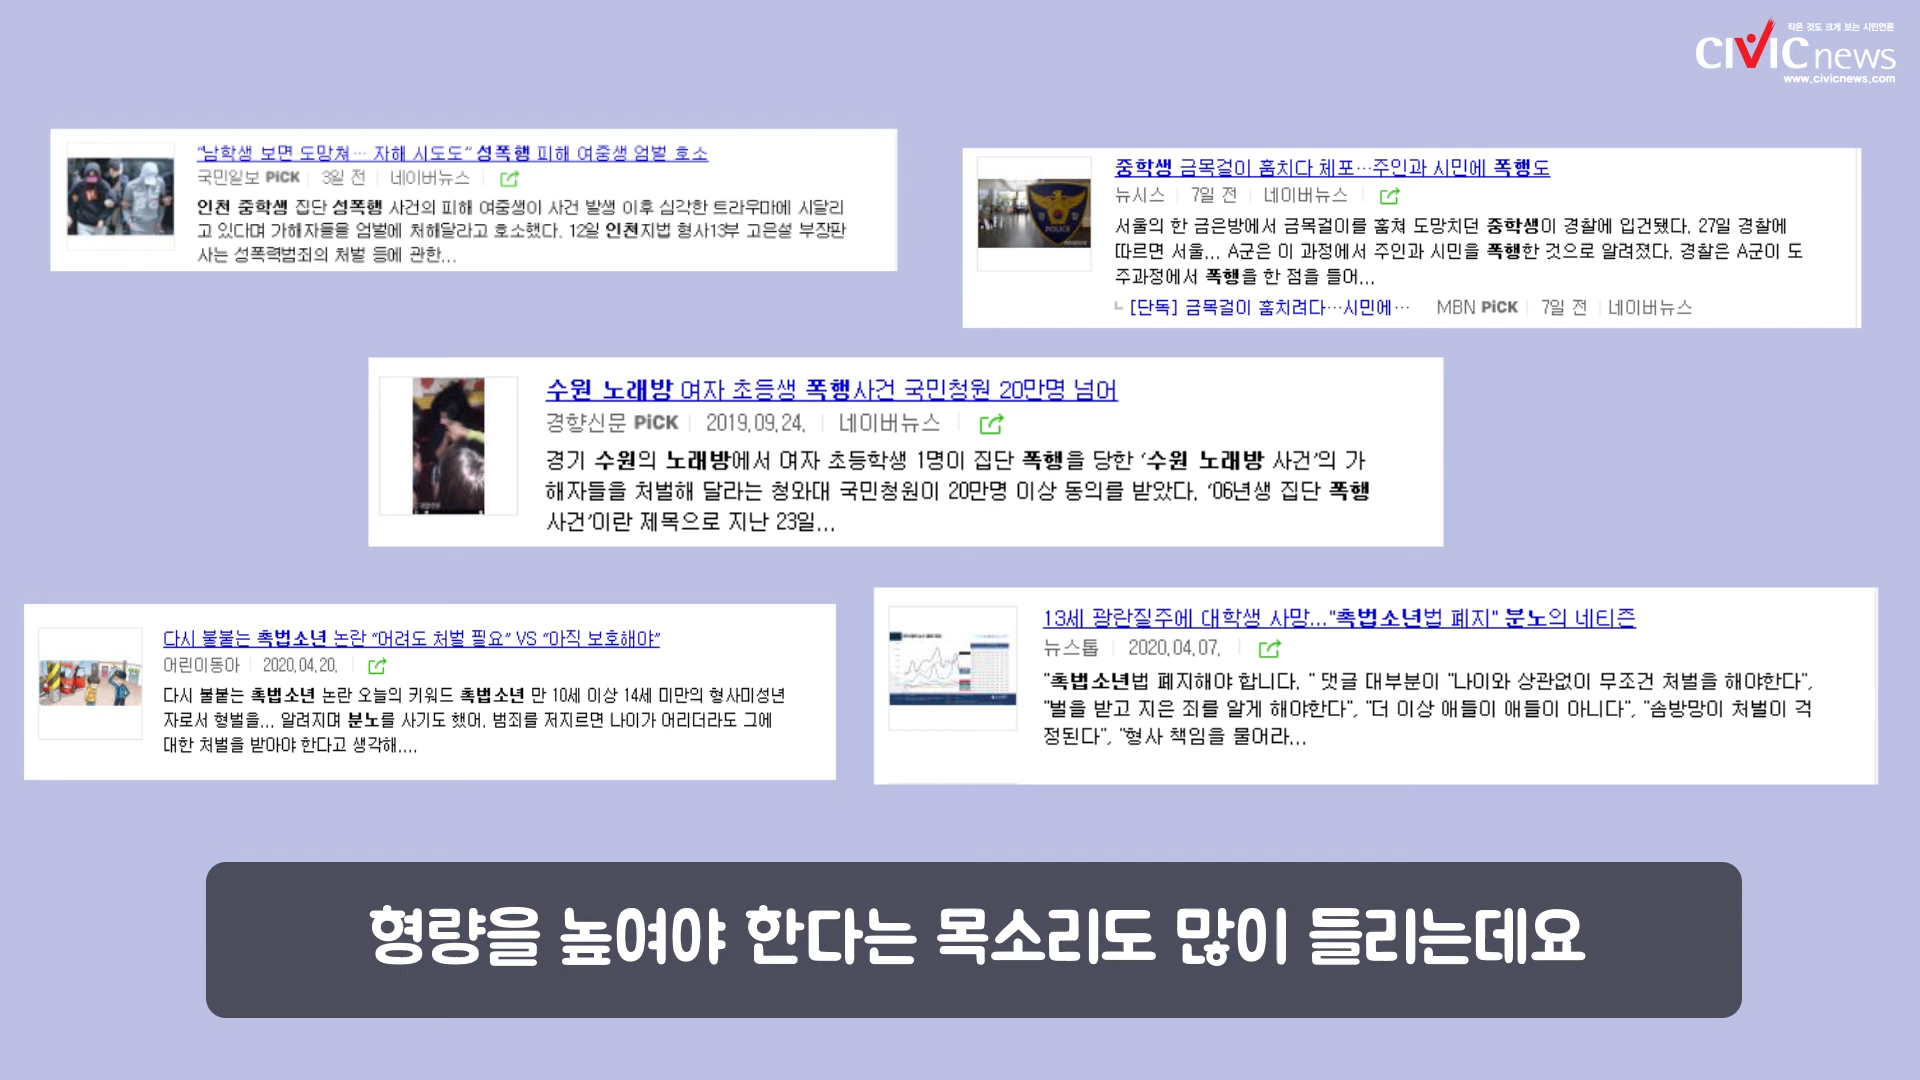 작은 것도 크게 보는 시민언론
CIVIC news
www.civicnews.com
“남학생 보면 도망쳐… 자해 시도도” 성폭행 피해 여중생 엄벌 호소
국민일보 PiCK 3일 전 네이버뉴스
인천 중학생 집단 성폭행 사건의 피해 여중생이 사건 발생 이후 심각한 트라우마에 시달리
고 있다며 가해자들을 엄벌에 처해달라고 호소했다. 12일 인천지법 형사13부 고은설 부장판
사는 성폭력범죄의 처벌 등에 관한...
중학생 금목걸이 훔치다 체포…주인과 시민에 폭행도
뉴시스 7일 전 네이버뉴스
서울의 한 금은방에서 금목걸이를 훔쳐 도망치던 중학생이 경찰에 입건됐다. 27일 경찰에
따르면 서울... A군은 이 과정에서 주인과 시민을 폭행한 것으로 알려졌다. 경찰은 A군이 도
주과정에서 폭행을 한 점을 들어...
[단독] 금목걸이 훔치려다…시민에… MBN PiCK 7일 전 네이버뉴스
POLICE
수원 노래방 여자 초등생 폭행사건 국민청원 20만명 넘어
경향신문 PiCK 2019.09.24. 네이버뉴스
경기 수원의 노래방에서 여자 초등학생 1명이 집단 폭행을 당한 ‘수원 노래방 사건’의 가
해자들을 처벌해 달라는 청와대 국민청원이 20만명 이상 동의를 받았다. ‘06년생 집단 폭행
사건’이란 제목으로 지난 23일...
다시 불붙는 촉법소년 논란 “어려도 처벌 필요” VS “아직 보호해야”
어린이동아 2020.04.20.
다시 불붙는 촉법소년 논란 오늘의 키워드 촉법소년 만 10세 이상 14세 미만의 형사미성년
자로서 형벌을... 알려지며 분노를 사기도 했어. 범죄를 저지르면 나이가 어리더라도 그에
대한 처벌을 받아야 한다고 생각해....
13세 광란질주에 대학생 사망..."촉법소년법 폐지" 분노의 네티즌
뉴스톱 2020.04.07.
"촉법소년법 폐지해야 합니다. " 댓글 대부분이 "나이와 상관없이 무조건 처벌을 해야한다",
"벌을 받고 지은 죄를 알게 해야한다", "더 이상 애들이 애들이 아니다", "솜방망이 처벌이 걱
정된다", "형사 책임을 물어라...
형량을 높여야 한다는 목소리도 많이 들리는데요